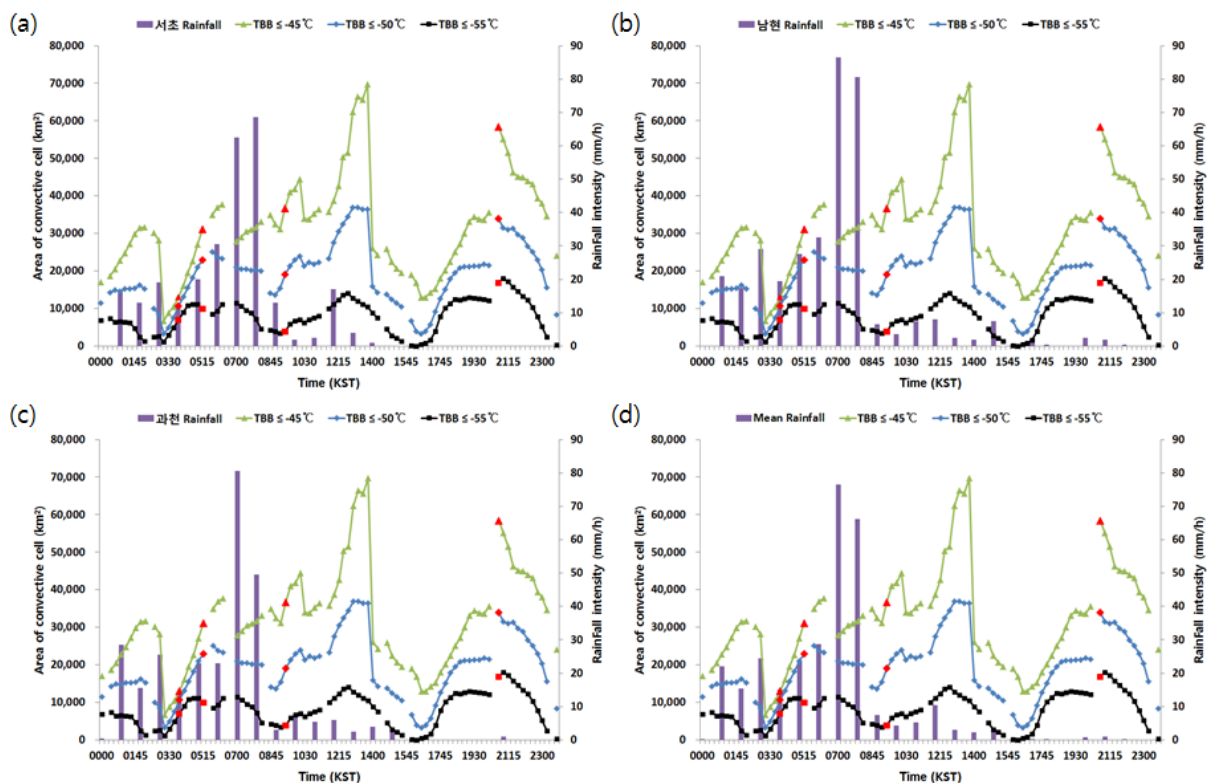 (a)
서초 Rainfall TBB ≤ -45℃ TBB ≤ -50℃ TBB ≤ -55℃
80,000 70,000 60,000 50,000 40,000 30,000 20,000 10,000 0
Area of convective cell (km²)
90 80 70 60 50 40 30 20 10 0
Rainfall intensity (mm/h)
0000 0145 0330 0515 0700 0845 1030 1215 1400 1545 1745 1930 2115 2300
Time (KST)
(b)
남현 Rainfall TBB ≤ -45℃ TBB ≤ -50℃ TBB ≤ -55℃
80,000 70,000 60,000 50,000 40,000 30,000 20,000 10,000 0
Area of convective cell (km²)
90 80 70 60 50 40 30 20 10 0
RainFall intensity (mm/h)
0000 0145 0330 0515 0700 0845 1030 1215 1400 1545 1745 1930 2115 2300
Time (KST)
(c)
과천 Rainfall TBB ≤ -45℃ TBB ≤ -50℃ TBB ≤ -55℃
80,000 70,000 60,000 50,000 40,000 30,000 20,000 10,000 0
Area of convective cell (km²)
90 80 70 60 50 40 30 20 10 0
Rainfall intensity (mm/h)
0000 0145 0330 0515 0700 0845 1030 1215 1400 1545 1745 1930 2115 2300
Time (KST)
(d)
Mean Rainfall TBB ≤ -45℃ TBB ≤ -50℃ TBB ≤ -55℃
80,000 70,000 60,000 50,000 40,000 30,000 20,000 10,000 0
Area of convective cell (km²)
90 80 70 60 50 40 30 20 10 0
Rainfall intensity (mm/h)
0000 0145 0330 0515 0700 0845 1030 1215 1400 1545 1745 1930 2115 2300
Time (KST)